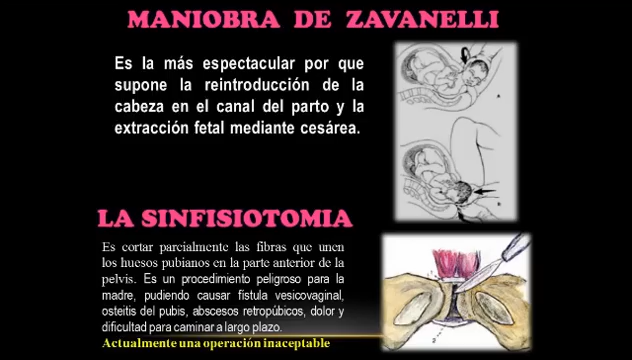 MANIOBRA DE ZAVANELLI
Es la más espectacular por que
supone la reintroducción de la
cabeza en el canal del parto y la
extracción fetal mediante cesárea.
A
B
LA SINFISIOTOMIA
Es cortar parcialmente las fibras que unen
los huesos pubianos en la parte anterior de la
pelvis. Es un procedimiento peligroso para la
madre, pudiendo causar fístula vesicovaginal,
osteitis del pubis, abscesos retropúbicos, dolor y
dificultad para caminar a largo plazo.
Actualmente una operación inaceptable
2